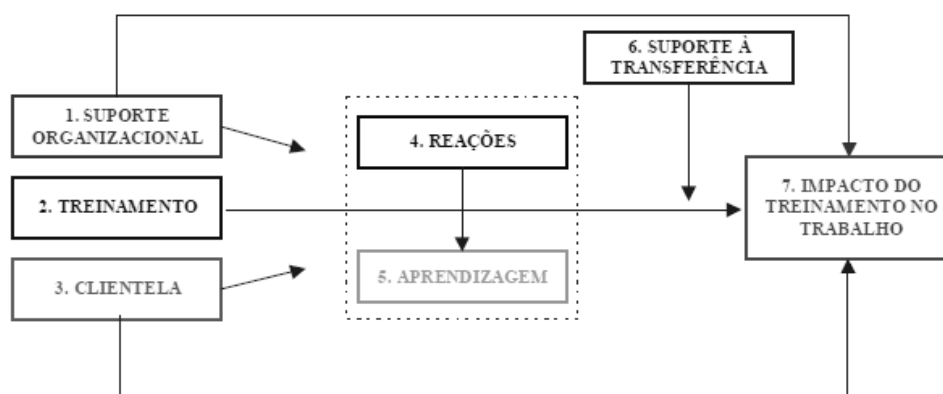 6. SUPORTE À
TRANSFERÊNCIA
1. SUPORTE
ORGANIZACIONAL
4. REAÇÕES
2. TREINAMENTO
7. IMPACTO DO
TREINAMENTO NO
TRABALHO
3. CLIENTELA
5. APRENDIZAGEM